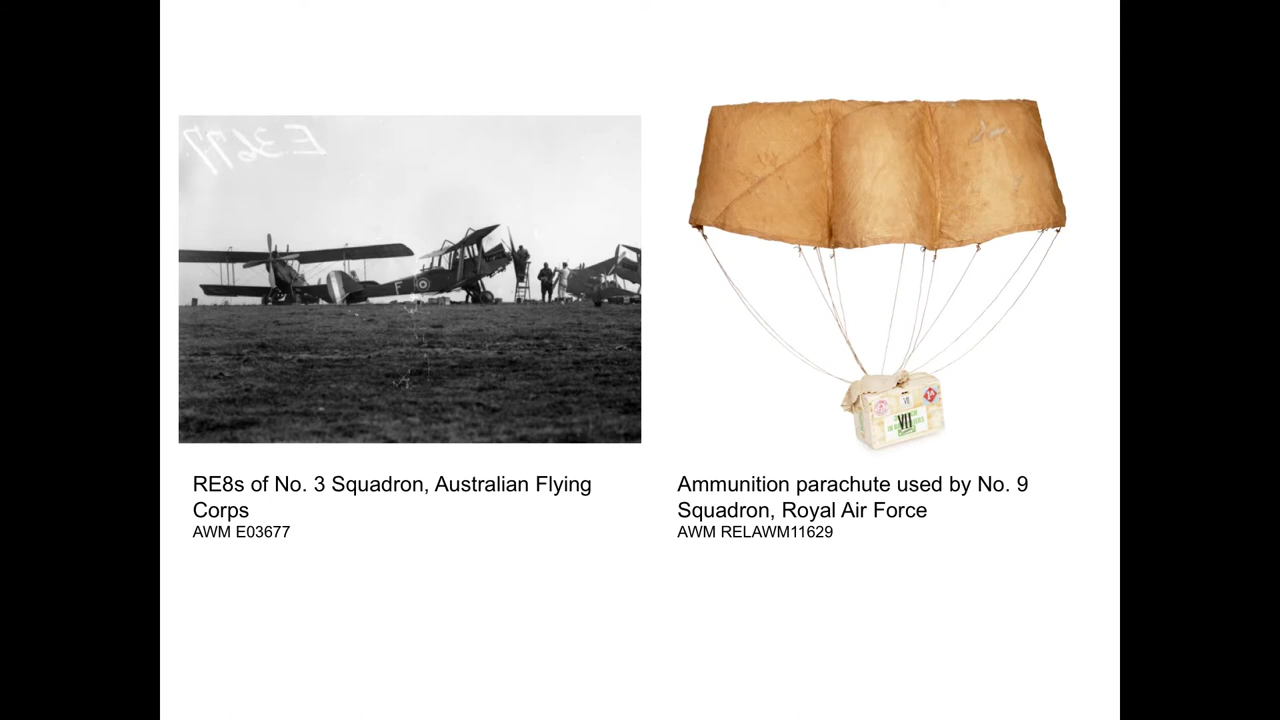 E3677
RE8s of No. 3 Squadron, Australian Flying
Corps
AWM E03677
Ammunition parachute used by No. 9
Squadron, Royal Air Force
AWM RELAWM11629
VII
VII